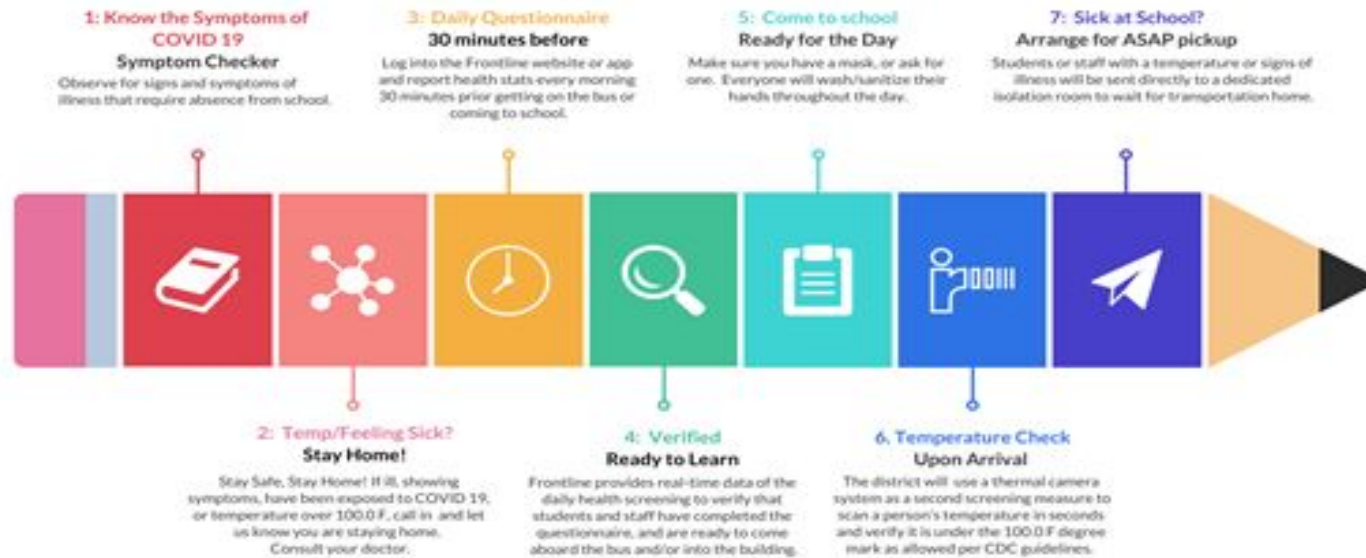 1: Know the Symptoms of
COVID 19
Symptom Checker
Observe for signs and symptoms of
illness that require absence from school.
3: Daily Questionnaire
30 minutes before
Log into the Frontline website or app
and report health stats every morning
30 minutes prior getting on the bus or
coming to school.
5: Come to school
Ready for the Day
Make sure you have a mask, or ask for
one. Everyone will wash/sanitize their
hands throughout the day.
7: Sick at School?
Arrange for ASAP pickup
Students or staff with a temperature or signs of
illness will be sent directly to a dedicated
isolation room to wait for transportation home.
2: Temp/Feeling Sick?
Stay Home!
Stay Safe, Stay Home! If ill, showing
symptoms, have been exposed to COVID 19,
or temperature over 100.0 F, call in and let
us know you are staying home.
Consult your doctor.
4: Verified
Ready to Learn
Frontline provides real-time data of the
daily health screening to verify that
students and staff have completed the
questionnaire, and are ready to come
aboard the bus and/or into the building.
6. Temperature Check
Upon Arrival
The district will use a thermal camera
system as a second screening measure to
scan a person's temperature in seconds
and verify it is under the 100.0 F degree
mark as allowed per CDC guidelines.